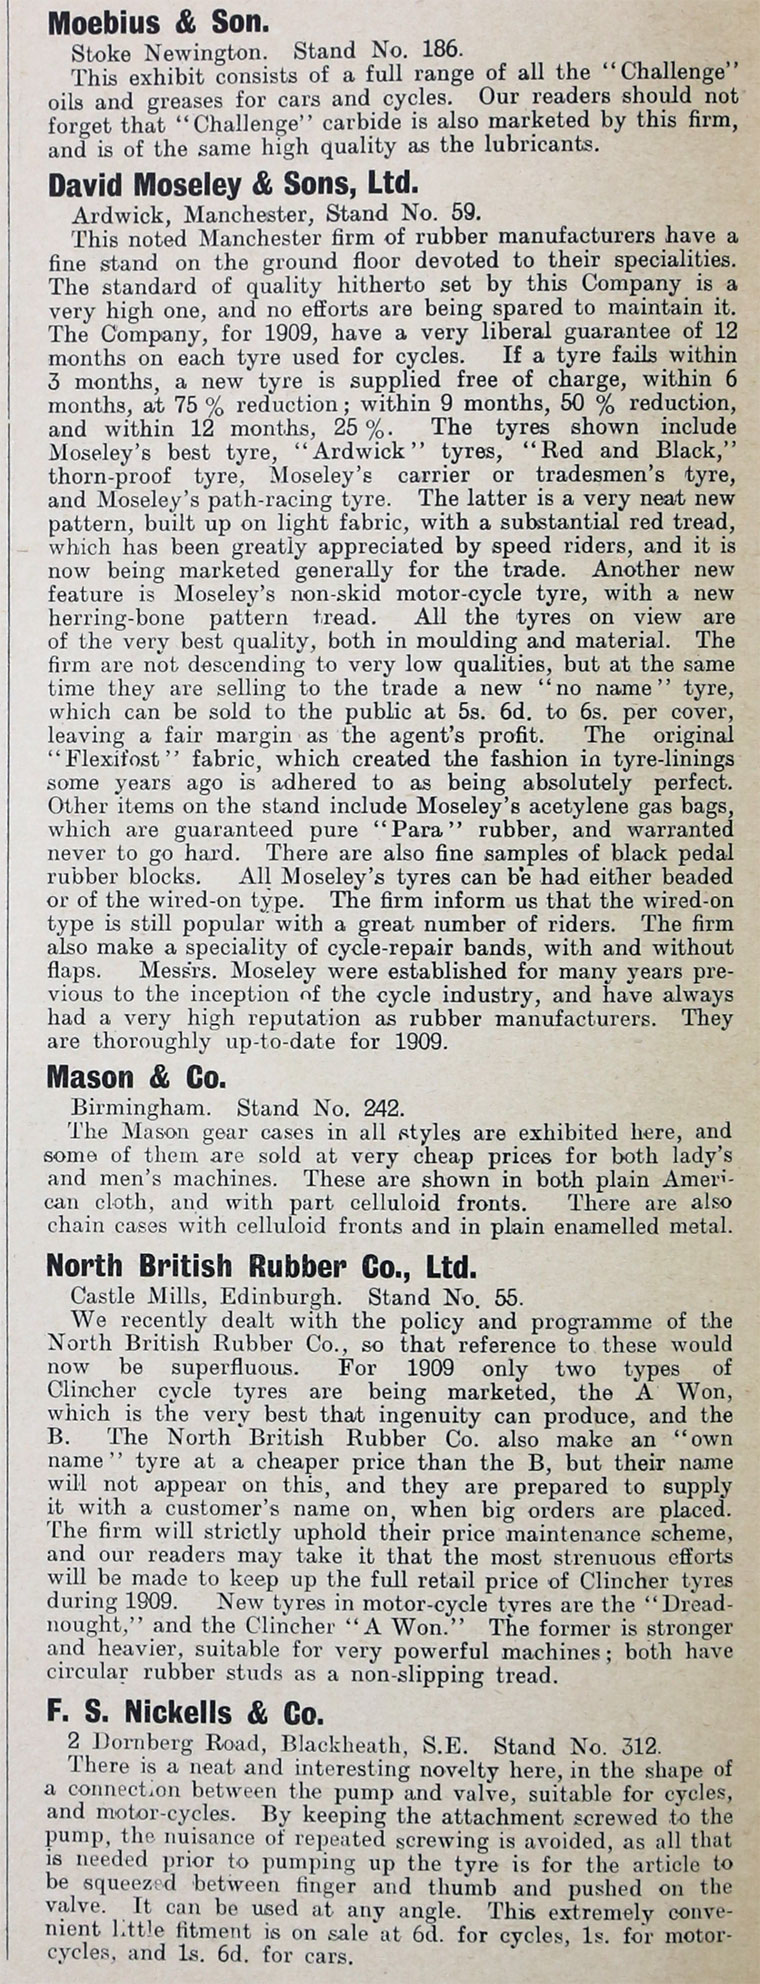 Moebius & Son.
Stoke Newington. Stand No. 186.
This exhibit consists of a full range of all the "Challenge"
oils and greases for cars and cycles. Our readers should not
forget that "Challenge" carbide is also marketed by this firm,
and is of the same high quality as the lubricants.
David Moseley & Sons, Ltd.
Ardwick, Manchester, Stand No. 59.
This noted Manchester firm of rubber manufacturers have a
fine stand on the ground floor devoted to their specialities.
The standard of quality hitherto set by this Company is a
very high one, and no efforts are being spared to maintain it.
The Company, for 1909, have a very liberal guarantee of 12
months on each tyre used for cycles. If a tyre fails within
3 months, a new tyre is supplied free of charge, within 6
months, at 75 % reduction; within 9 months, 50 % reduction,
and within 12 months, 25 %. The tyres shown include
Moseley's best tyre, "Ardwick" tyres, "Red and Black,"
thorn-proof tyre, Moseley's carrier or tradesmen's tyre,
and Moseley's path-racing tyre. The latter is a very neat new
pattern, built up on light fabric, with a substantial red tread,
which has been greatly appreciated by speed riders, and it is
now being marketed generally for the trade. Another new
feature is Moseley's non-skid motor-cycle tyre, with a new
herring-bone pattern tread. All the tyres on view are
of the very best quality, both in moulding and material. The
firm are not descending to very low qualities, but at the same
time they are selling to the trade a new "no name" tyre,
which can be sold to the public at 5s. 6d. to 6s. per cover,
leaving a fair margin as the agent's profit. The original
"Flexifost" fabric, which created the fashion in tyre-linings
some years ago is adhered to as being absolutely perfect.
Other items on the stand include Moseley's acetylene gas bags,
which are guaranteed pure "Para" rubber, and warranted
never to go hard. There are also fine samples of black pedal
rubber blocks. All Moseley's tyres can be had either beaded
or of the wired-on type. The firm inform us that the wired-on
type is still popular with a great number of riders. The firm
also make a speciality of cycle-repair bands, with and without
flaps. Messrs. Moseley were established for many years pre-
vious to the inception of the cycle industry, and have always
had a very high reputation as rubber manufacturers. They
are thoroughly up-to-date for 1909.
Mason & Co.
Birmingham. Stand No. 242.
The Mason gear cases in all styles are exhibited here, and
some of them are sold at very cheap prices for both lady's
and men's machines. These are shown in both plain Ameri-
can cloth, and with part celluloid fronts. There are also
chain cases with celluloid fronts and in plain enamelled metal.
North British Rubber Co., Ltd.
Castle Mills, Edinburgh. Stand No. 55.
We recently dealt with the policy and programme of the
North British Rubber Co., so that reference to these would
now be superfluous. For 1909 only two types of
Clincher cycle tyres are being marketed, the A Won,
which is the very best that ingenuity can produce, and the
B. The North British Rubber Co. also make an "own
name" tyre at a cheaper price than the B, but their name
will not appear on this, and they are prepared to supply
it with a customer's name on, when big orders are placed.
The firm will strictly uphold their price maintenance scheme,
and our readers may take it that the most strenuous efforts
will be made to keep up the full retail price of Clincher tyres
during 1909. New tyres in motor-cycle tyres are the "Dread-
nought," and the Clincher "A Won." The former is stronger
and heavier, suitable for very powerful machines; both have
circular rubber studs as a non-slipping tread.
F. S. Nickells & Co.
2 Dornberg Road, Blackheath, S.E. Stand No. 312.
There is a neat and interesting novelty here, in the shape of
a connection between the pump and valve, suitable for cycles,
and motor-cycles. By keeping the attachment screwed to the
pump, the nuisance of repeated screwing is avoided, as all that
is needed prior to pumping up the tyre is for the article to
be squeezed between finger and thumb and pushed on the
valve. It can be used at any angle. This extremely conve-
nient little fitment is on sale at 6d. for cycles, 1s. for motor-
cycles, and 1s. 6d. for cars.